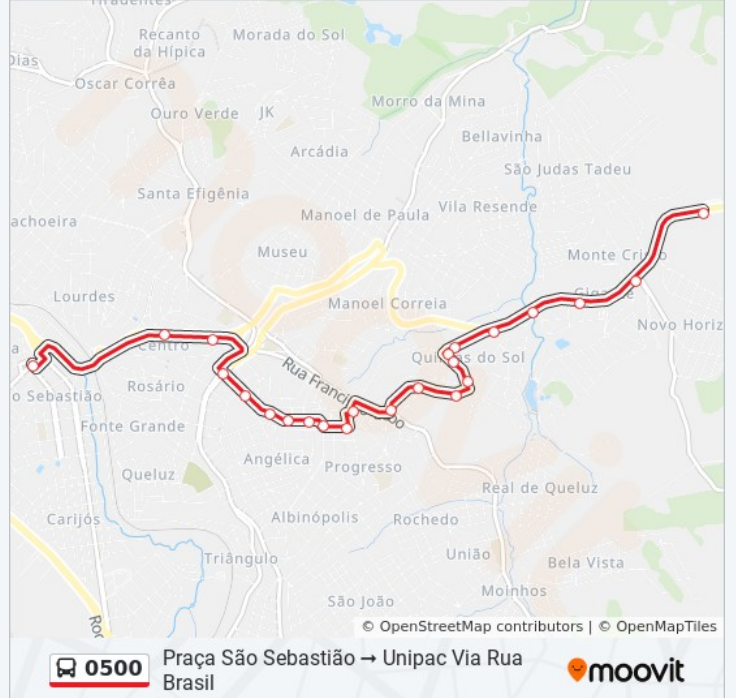 Tiradentes
Recanto
da Hípica
Morada do Sol
Dias
Oscar Corrêa
Ouro Verde
JK
Morro da Mina
Bellavinha
Arcádia
São Judas Tadeu
Santa Efigênia
Manoel de Paula
Vila Resende
achoeira
Museu
Monte Cristo
Lourdes
Manoel Correia
Gigante
Novo Horiz
a
Centro
Quintas do Sol
Rosário
Rua Francisco Lobo
o Sebastião
Fonte Grande
Angélica
Progresso
Queluz
Real de Queluz
Carijós
Albinópolis
Rochedo
Triângulo
União
Bela Vista
Moinhos
São João
Roc
© OpenStreetMap contributors | © OpenMapTiles
0500
Praça São Sebastião → Unipac Via Rua
Brasil
moovit